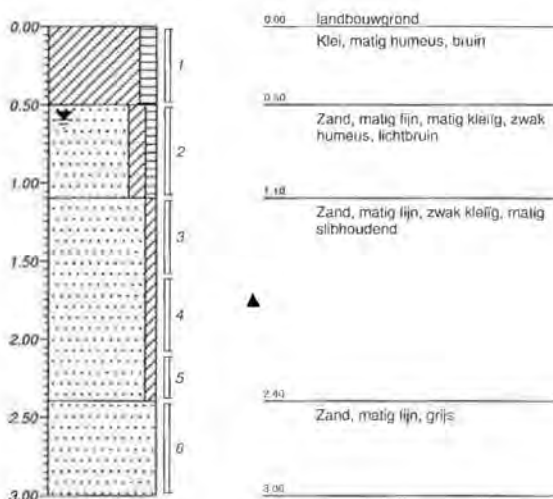 0.00
0.50
1.00
1.50
2.00
2.50
3.00
1
2
3
4
5
6
0.00 landbouwgrond
Klei, matig humeus, bruin
0.50
Zand, matig fijn, matig kleiïg, zwak
humeus, lichtbruin
1.10
Zand, matig fijn, zwak kleiïg, matig
slibhoudend
2.40
Zand, matig fijn, grijs
3.00